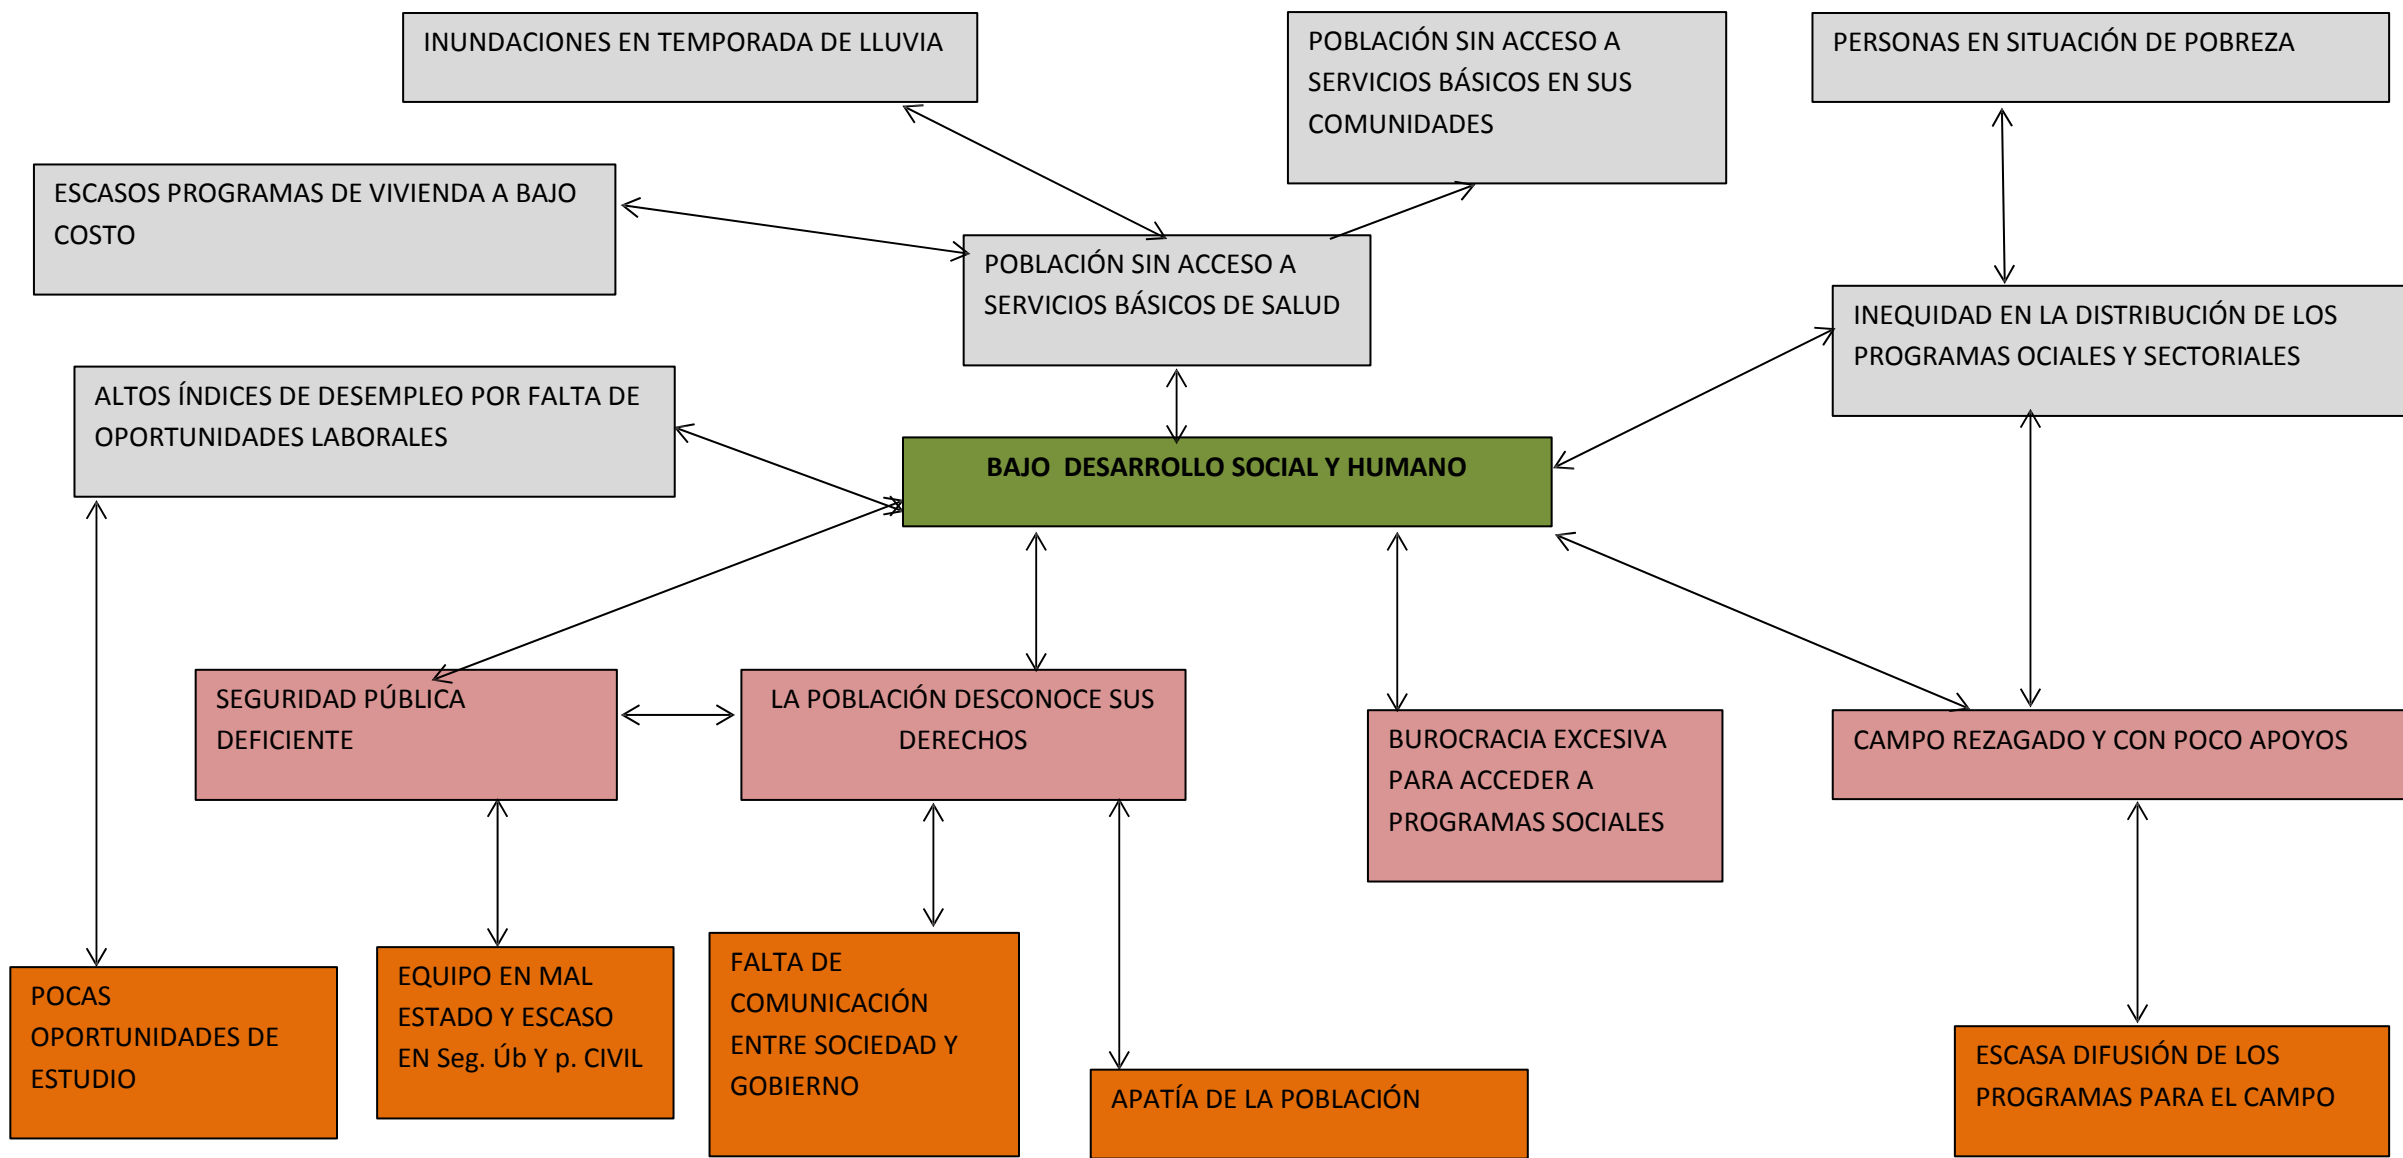 INUNDACIONES EN TEMPORADA DE LLUVIA
POBLACIÓN SIN ACCESO A
SERVICIOS BÁSICOS EN SUS
COMUNIDADES
PERSONAS EN SITUACIÓN DE POBREZA
ESCASOS PROGRAMAS DE VIVIENDA A BAJO
COSTO
POBLACIÓN SIN ACCESO A
SERVICIOS BÁSICOS DE SALUD
INEQUIDAD EN LA DISTRIBUCIÓN DE LOS
PROGRAMAS OCIALES Y SECTORIALES
ALTOS ÍNDICES DE DESEMPLEO POR FALTA DE
OPORTUNIDADES LABORALES
BAJO  DESARROLLO SOCIAL Y HUMANO
SEGURIDAD PÚBLICA
DEFICIENTE
LA POBLACIÓN DESCONOCE SUS
DERECHOS
BUROCRACIA EXCESIVA
PARA ACCEDER A
PROGRAMAS SOCIALES
CAMPO REZAGADO Y CON POCO APOYOS
POCAS
OPORTUNIDADES DE
ESTUDIO
EQUIPO EN MAL
ESTADO Y ESCASO
EN Seg. Úb Y p. CIVIL
FALTA DE
COMUNICACIÓN
ENTRE SOCIEDAD Y
GOBIERNO
APATÍA DE LA POBLACIÓN
ESCASA DIFUSIÓN DE LOS
PROGRAMAS PARA EL CAMPO